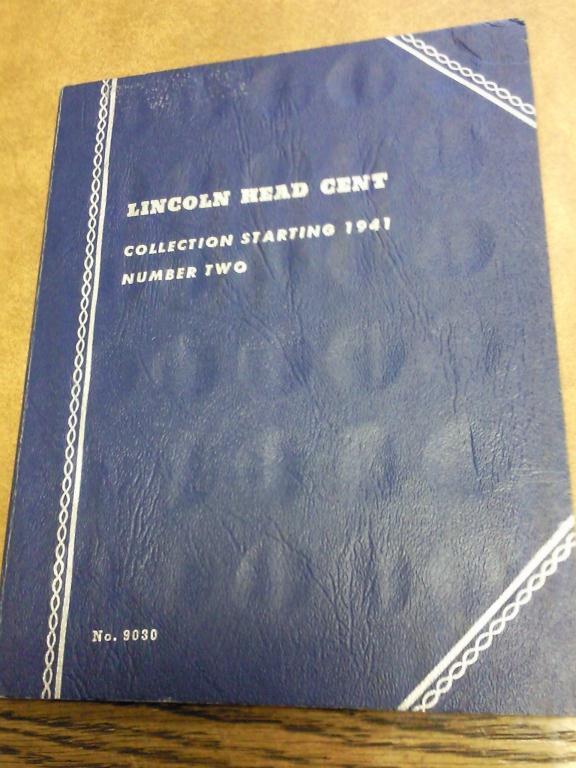 LINCOLN HEAD CENT
COLLECTION STARTING 1941
NUMBER TWO
No. 9030